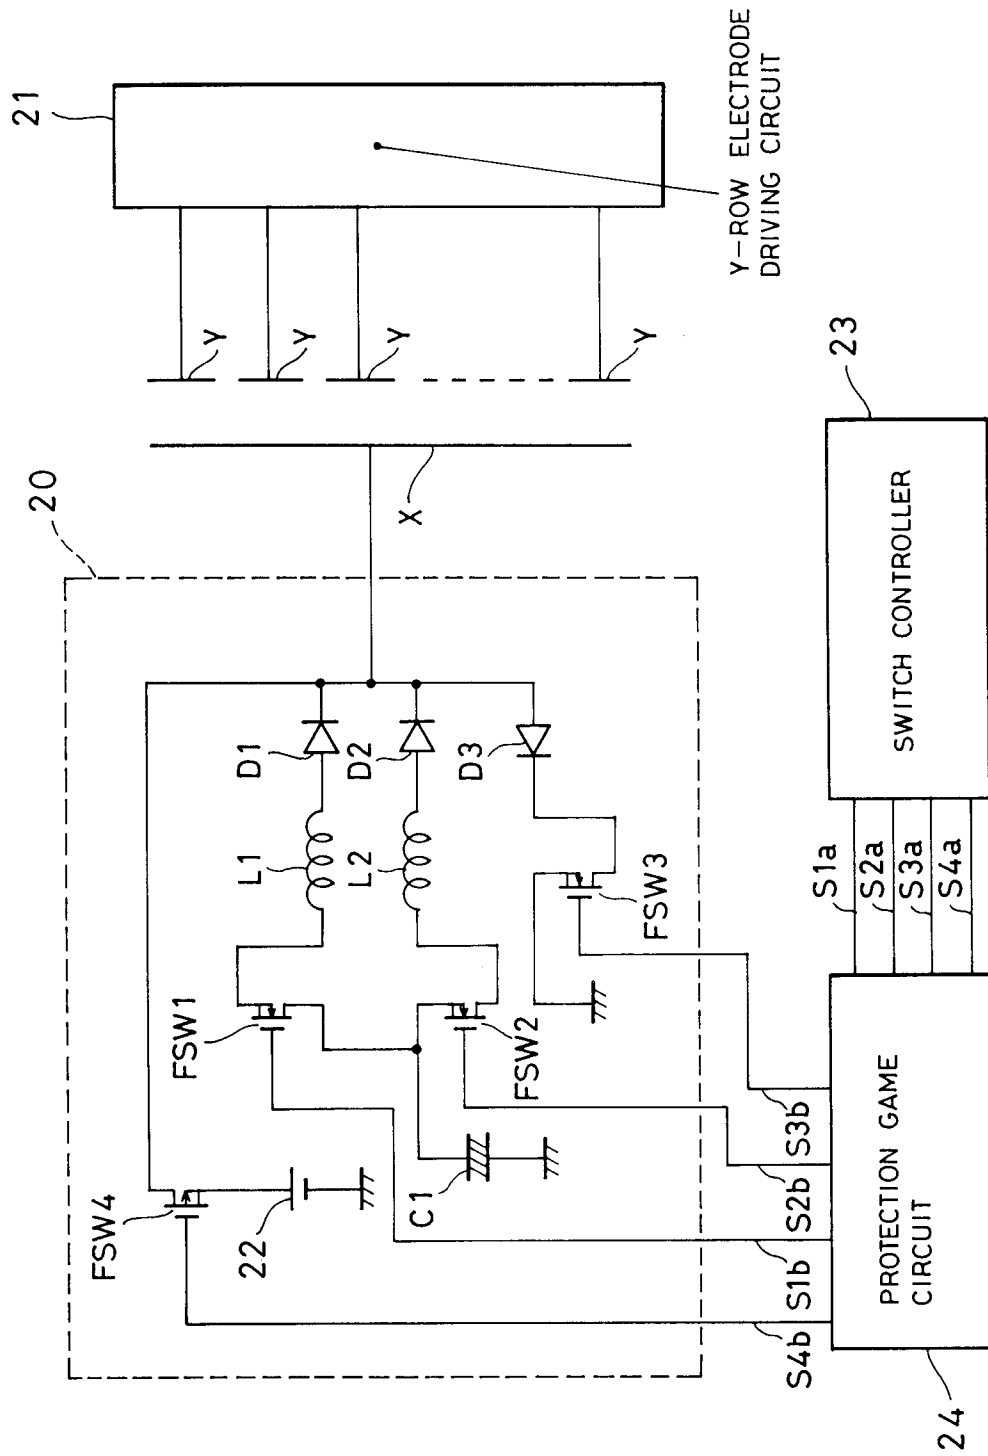 20
21
FSW4
22
FSW1
L1
D1
C1
FSW2
L2
D2
FSW3
D3
X
Y
Y
Y
Y
Y-ROW ELECTRODE
DRIVING CIRCUIT
S4b
S1b
S2b
S3b
24
PROTECTION GAME
CIRCUIT
S1a
S2a
S3a
S4a
23
SWITCH CONTROLLER